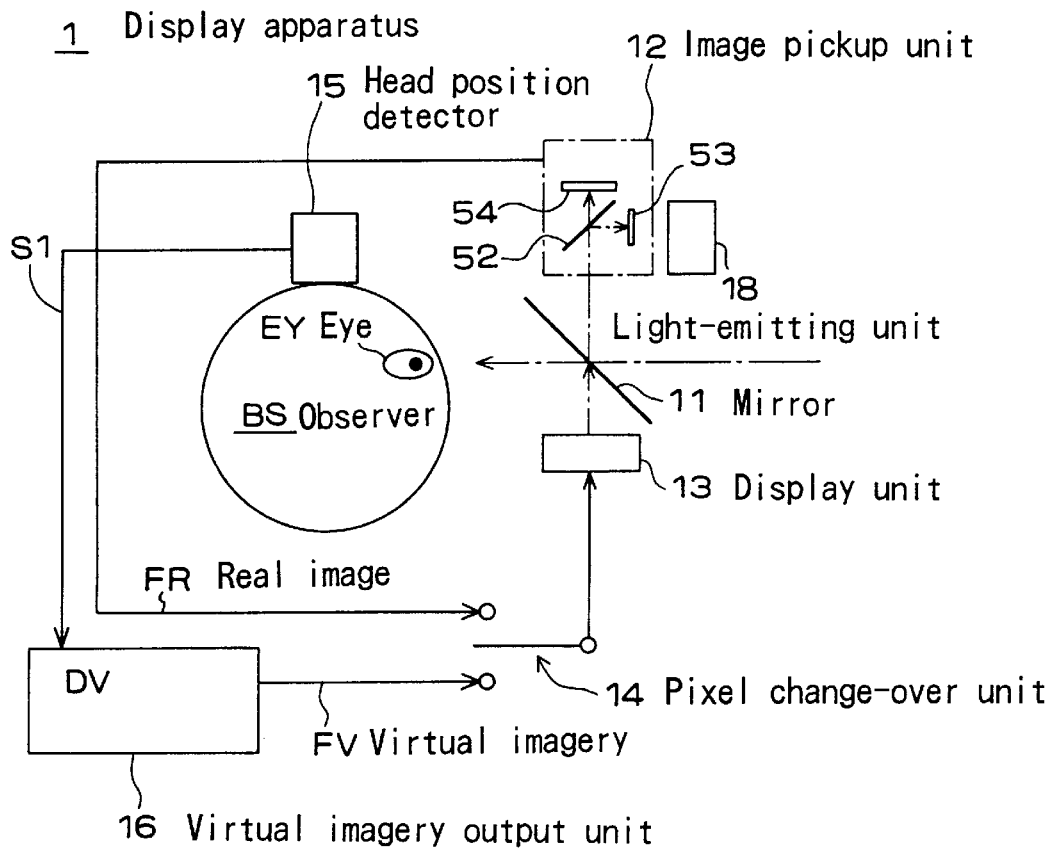 1 Display apparatus
12 Image pickup unit
15 Head position
detector
53
54
52
S1
18
EY Eye
Light-emitting unit
11 Mirror
BS Observer
13 Display unit
FR Real image
DV
14 Pixel change-over unit
FV Virtual imagery
16 Virtual imagery output unit